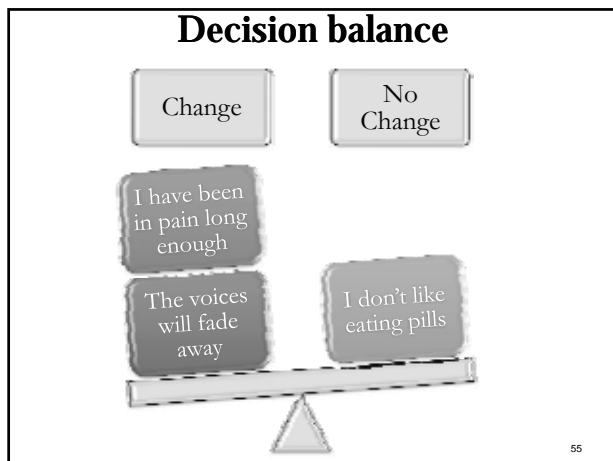 Decision balance
Change
No
Change
I have been
in pain long
enough
The voices
will fade
away
I don't like
eating pills
55